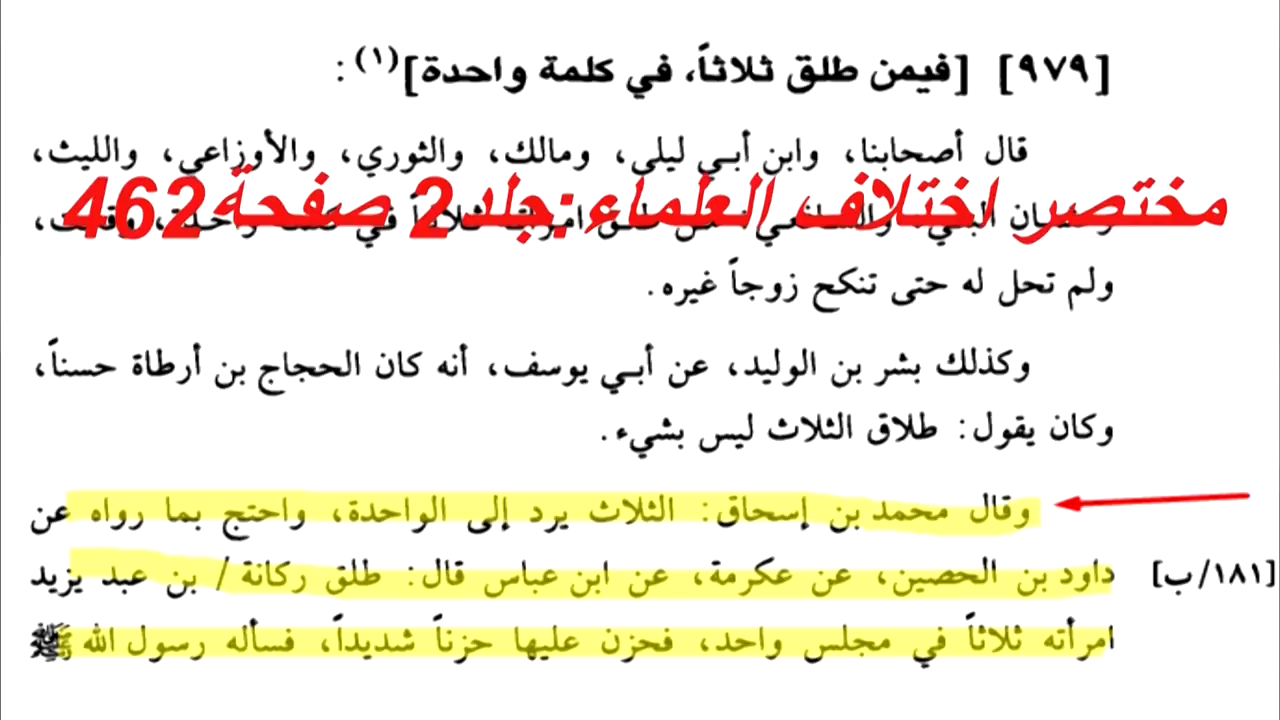 [٩٧٩] [فيمن طلق ثلاثاً، في كلمة واحدة](١) :
قال أصحابنا، وابن أبي ليلى، ومالك، والثوري، والأوزاعي، والليث،
مختصر اختلاف العلماء :جلد2 صفحة462
ولم تحل له حتى تنكح زوجاً غيره.
وكذلك بشر بن الوليد، عن أبي يوسف، أنه كان الحجاج بن أرطاة حسناً،
وكان يقول: طلاق الثلاث ليس بشيء.
وقال محمد بن إسحاق: الثلاث يرد إلى الواحدة، واحتج بما رواه عن
داود بن الحصين، عن عكرمة، عن ابن عباس قال: طلق ركانة / بن عبد يزيد [١٨١/ب]
امرأته ثلاثاً في مجلس واحد، فحزن عليها حزناً شديداً، فسأله رسول الله ﷺ